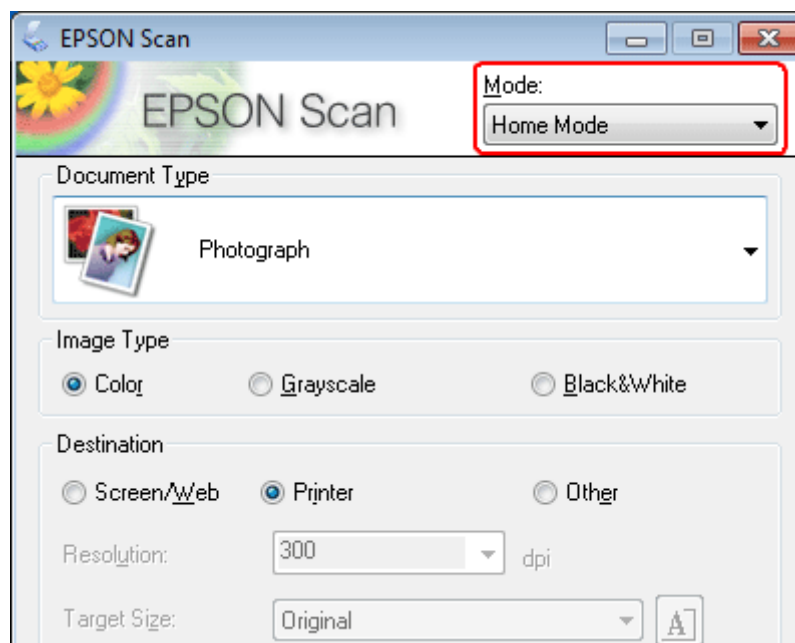 EPSON Scan
EPSON Scan
Mode:
Home Mode
Document Type
Photograph
Image Type
Color Grayscale Black&White
Destination
Screen/Web Printer Other
Resolution: 300 dpi
Target Size: Original A